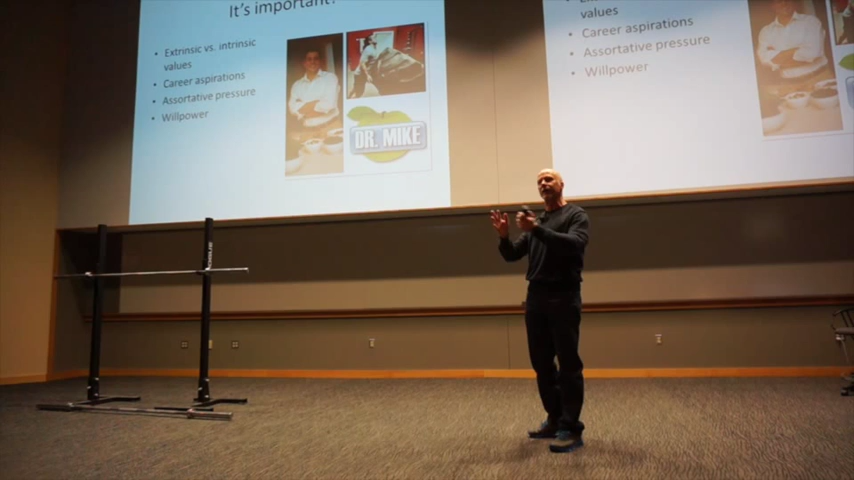 It's important?
• Extrinsic vs. intrinsic
values
• Career aspirations
• Assortative pressure
• Willpower
DR. MIKE
values
• Career aspirations
• Assortative pressure
• Willpower